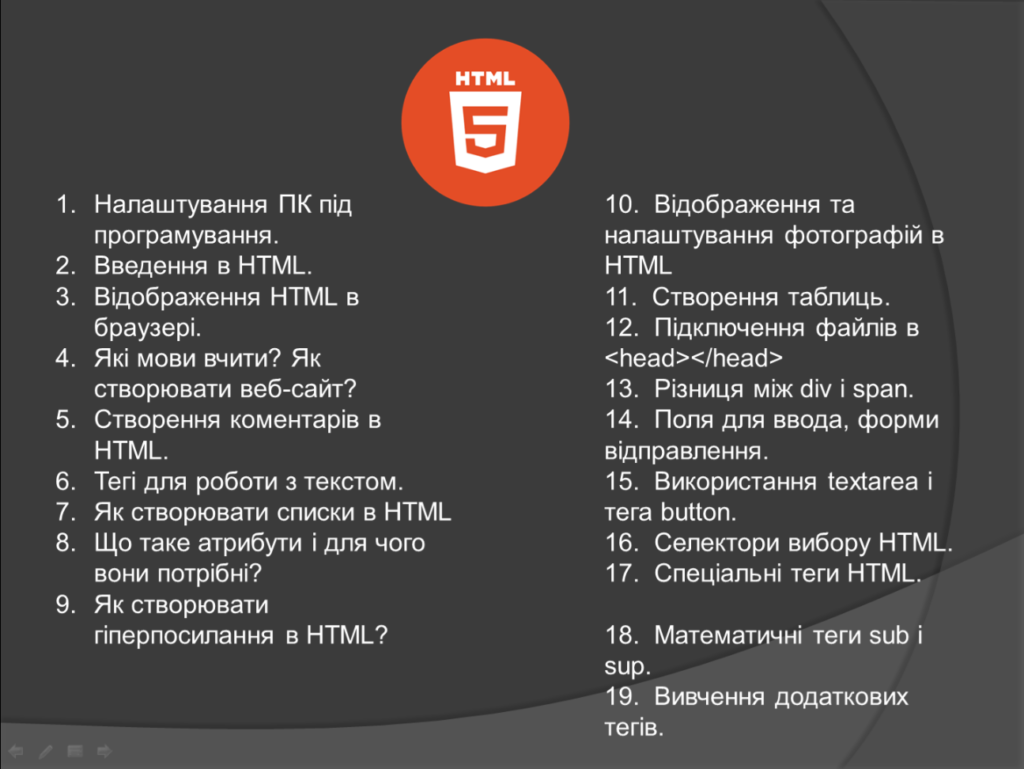 HTML
5
1. Налаштування ПК під
програмування.
2. Введення в HTML.
3. Відображення HTML в
браузері.
4. Які мови вчити? Як
створювати веб-сайт?
5. Створення коментарів в
HTML.
6. Тегі для роботи з текстом.
7. Як створювати списки в HTML
8. Що таке атрибути і для чого
вони потрібні?
9. Як створювати
гіперпосилання в HTML?
10. Відображення та
налаштування фотографій в
HTML
11. Створення таблиць.
12. Підключення файлів в
<head></head>
13. Різниця між div і span.
14. Поля для ввода, форми
відправлення.
15. Використання textarea і
тега button.
16. Селектори вибору HTML.
17. Спеціальні теги HTML.
18. Математичні теги sub і
sup.
19. Вивчення додаткових
тегів.